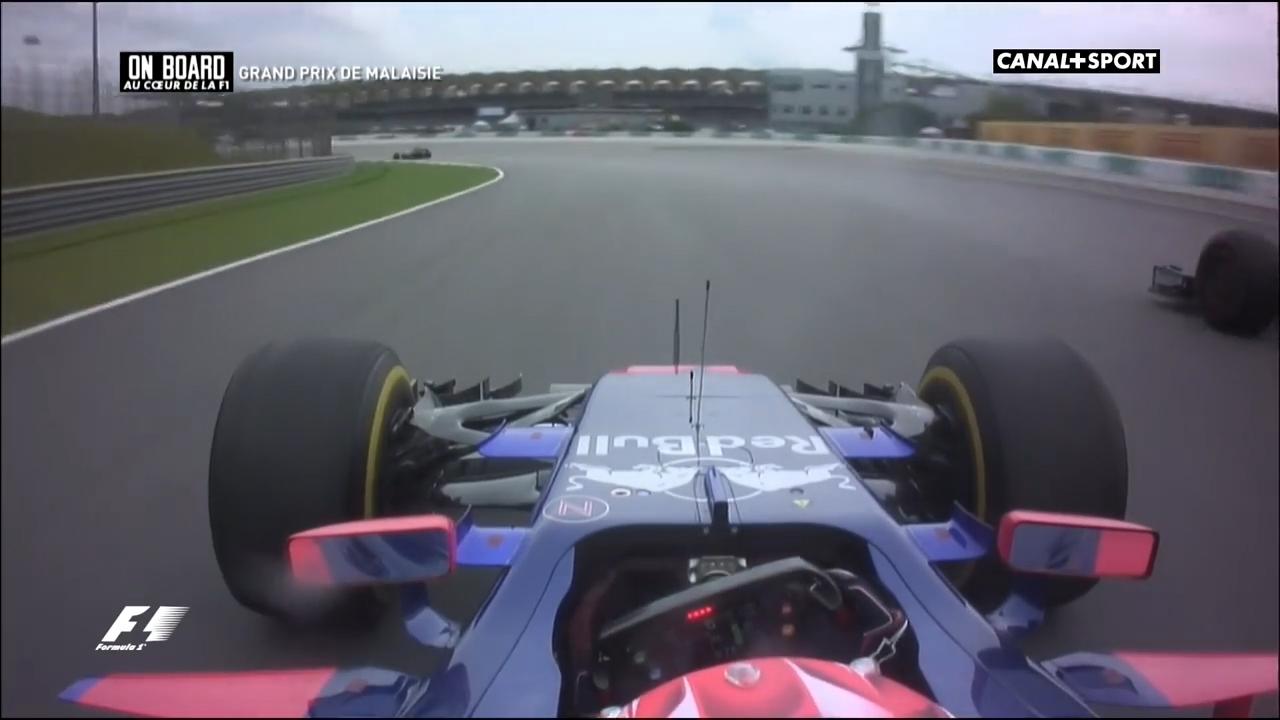 ON BOARD
AU CŒUR DE LA F1
GRAND PRIX DE MALAISIE
CANAL+SPORT
Red Bull
F1
Formula 1